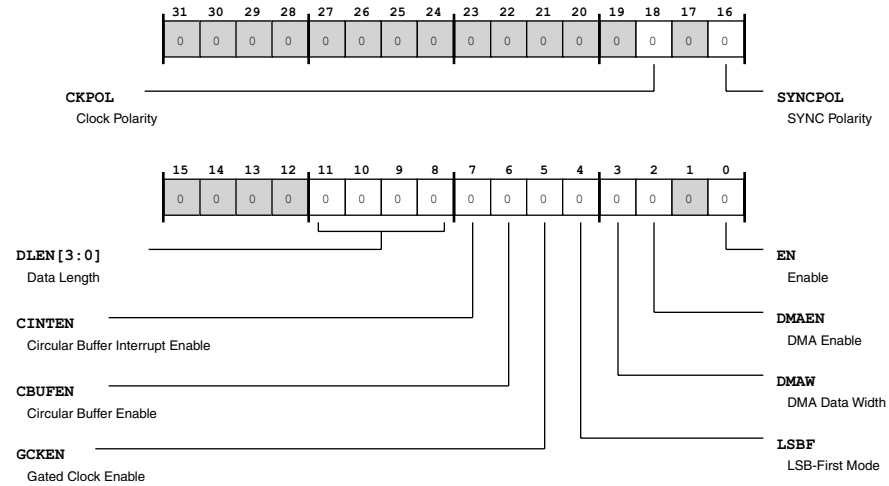 31 30 29 28 27 26 25 24 23 22 21 20 19 18 17 16
0 0 0 0 0 0 0 0 0 0 0 0 0 0 0 0
CKPOL
Clock Polarity
SYNCPOL
SYNC Polarity
15 14 13 12 11 10 9 8 7 6 5 4 3 2 1 0
0 0 0 0 0 0 0 0 0 0 0 0 0 0 0 0
DLEN[3:0]
Data Length
EN
Enable
CINTEN
Circular Buffer Interrupt Enable
DMAEN
DMA Enable
CBUFEN
Circular Buffer Enable
DMAW
DMA Data Width
GCKEN
Gated Clock Enable
LSBF
LSB-First Mode